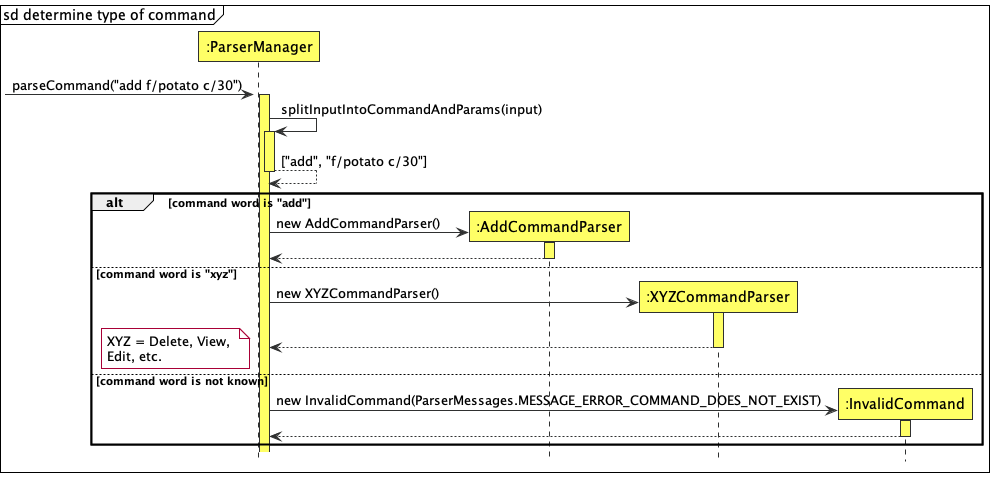 sd determine type of command
:ParserManager
parseCommand("add f/potato c/30")
splitInputIntoCommandAndParams(input)
["add", "f/potato c/30"]
alt
[command word is "add"]
new AddCommandParser()
:AddCommandParser
[command word is "xyz"]
new XYZCommandParser()
:XYZCommandParser
XYZ = Delete, View,
Edit, etc.
[command word is not known]
new InvalidCommand(ParserMessages.MESSAGE_ERROR_COMMAND_DOES_NOT_EXIST)
:InvalidCommand